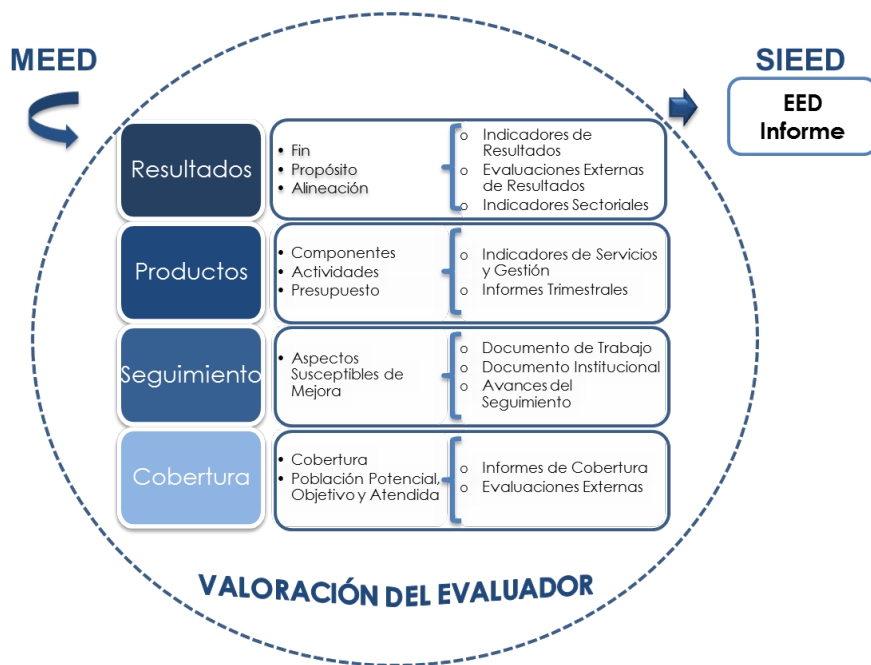 MEED
SIEED
EED
Informe
Resultados
• Fin
• Propósito
• Alineación
o Indicadores de
Resultados
o Evaluaciones Externas
de Resultados
o Indicadores Sectoriales
Productos
• Componentes
• Actividades
• Presupuesto
o Indicadores de Servicios
y Gestión
o Informes Trimestrales
Seguimiento
• Aspectos
Susceptibles de
Mejora
o Documento de Trabajo
o Documento Institucional
o Avances del
Seguimiento
Cobertura
• Cobertura
• Población Potencial,
Objetivo y Atendida
o Informes de Cobertura
o Evaluaciones Externas
VALORACIÓN DEL EVALUADOR